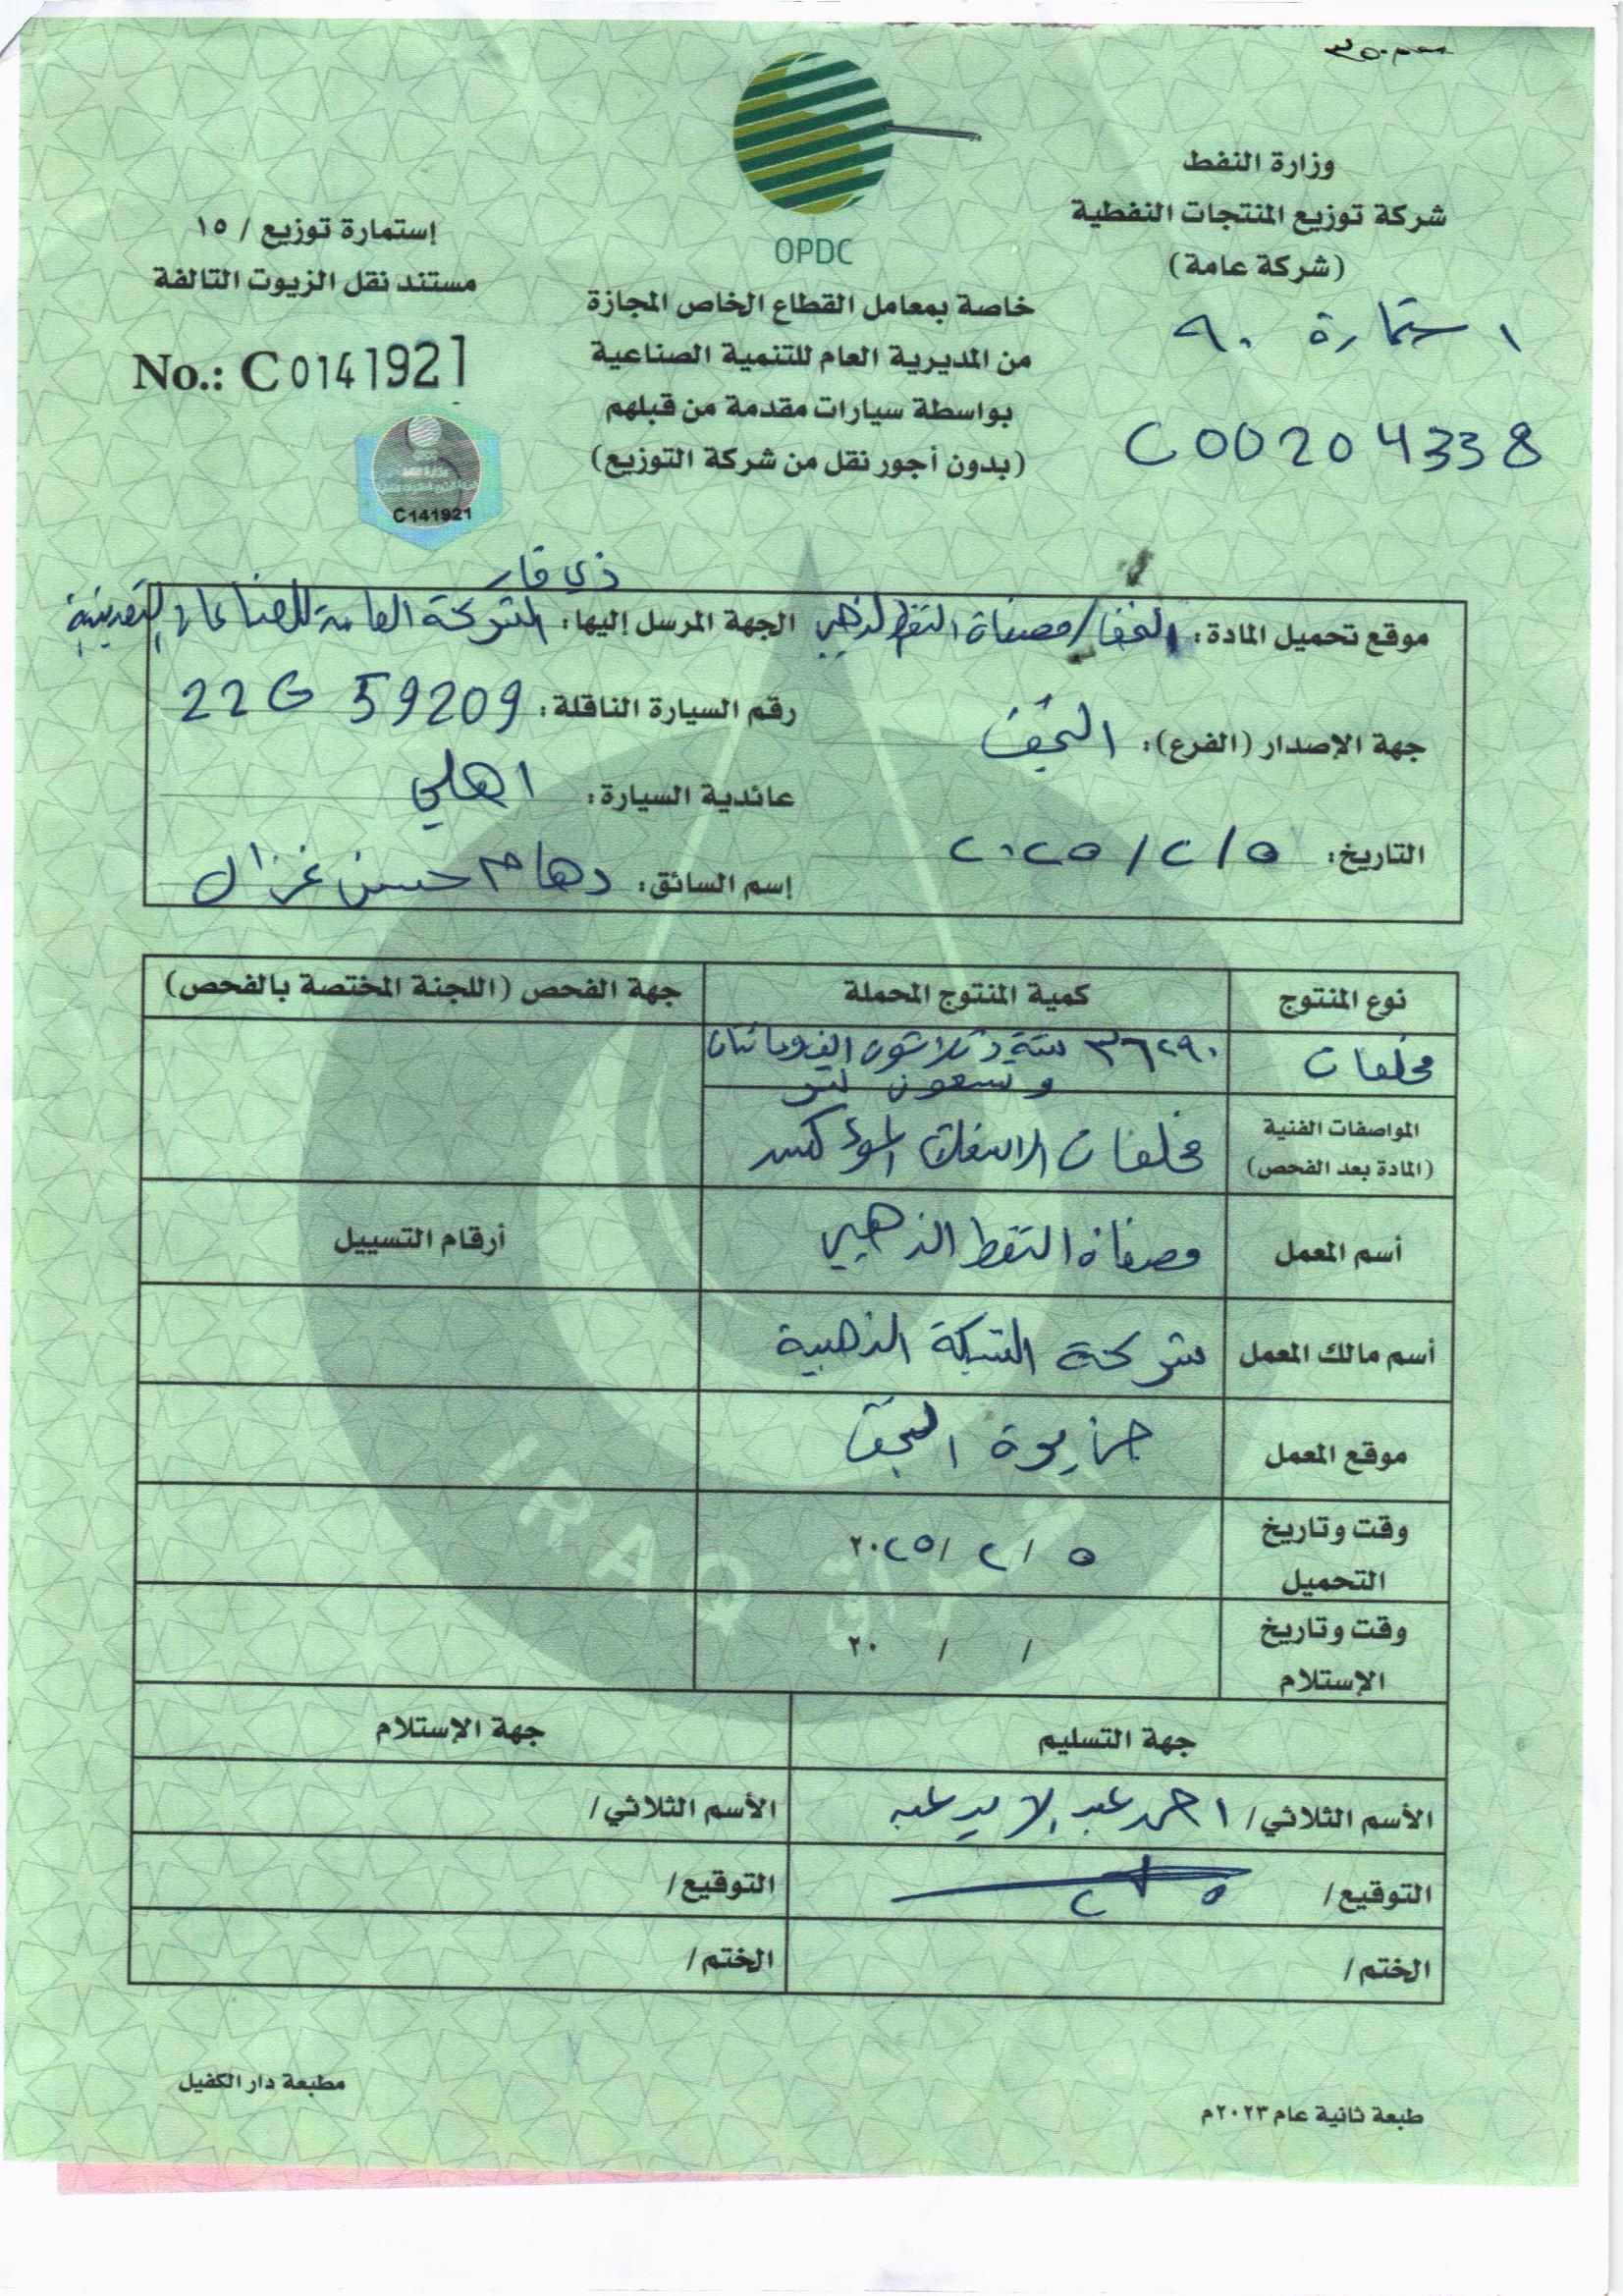 وزارة النفط
شركة توزيع المنتجات النفطية
(شركة عامة)
استمارة ٩٠
C00204338
OPDC
خاصة بمعامل القطاع الخاص المجازة
من المديرية العام للتنمية الصناعية
بواسطة سيارات مقدمة من قبلهم
(بدون أجور نقل من شركة التوزيع)
إستمارة توزيع / ١٥
مستند نقل الزيوت التالفة
No.: C 0141921
C141921
موقع تحميل المادة: النجف/مصفاة النفط الذهبي
ذي قار
الجهة المرسل إليها: الشركة العامة للصناعات التعدينية
رقم السيارة الناقلة: 59209 22G
جهة الإصدار (الفرع): النجف
عائدية السيارة: اهلي
التاريخ: ٥/٢/٢٠٢٥
إسم السائق: دهام حسن غزال
نوع المنتوج كمية المنتوج المحملة جهة الفحص (اللجنة المختصة بالفحص)
مخلفات ٣٦٢٩٠ ستة وثلاثون الف ومائتان
وتسعون لتر
المواصفات الفنية
(المادة بعد الفحص) مخلفات الاسفلت المؤكسد
أسم المعمل مصفاة النفط الذهبي أرقام التسييل
أسم مالك المعمل شركة الشبكة الذهبية
موقع المعمل النجف
وقت وتاريخ
التحميل ٥ / ٢ /٢٠٢٥
وقت وتاريخ
الإستلام / / ٢٠
جهة التسليم جهة الإستلام
الأسم الثلاثي/ احمد عبد الامير عبد الأسم الثلاثي/
التوقيع/ التوقيع/
الختم/ الختم/
مطبعة دار الكفيل
طبعة ثانية عام ٢٠٢٣م
IRAQ